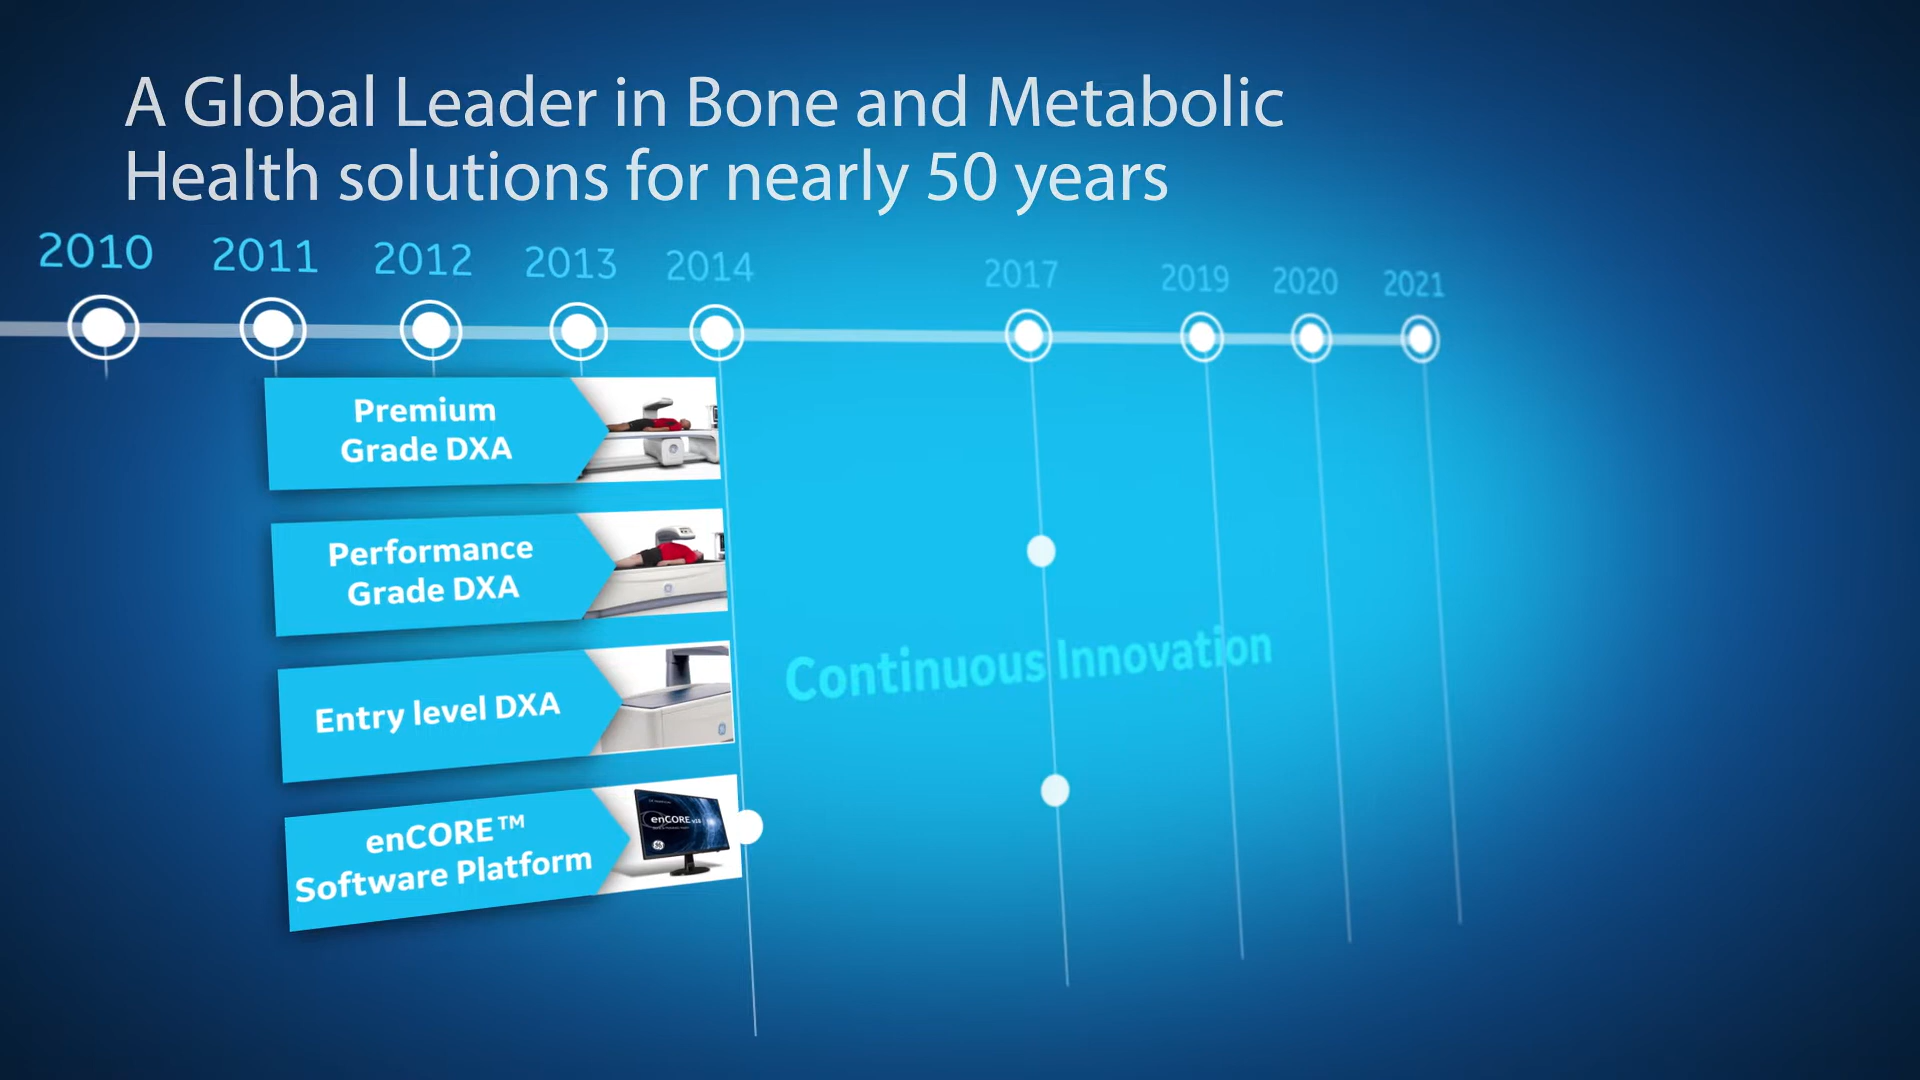 A Global Leader in Bone and Metabolic
Health solutions for nearly 50 years
2010 2011 2012 2013 2014 2017 2019 2020 2021
Premium
Grade DXA
Performance
Grade DXA
Continuous Innovation
Entry level DXA
enCORE™
Software Platform
enCORE